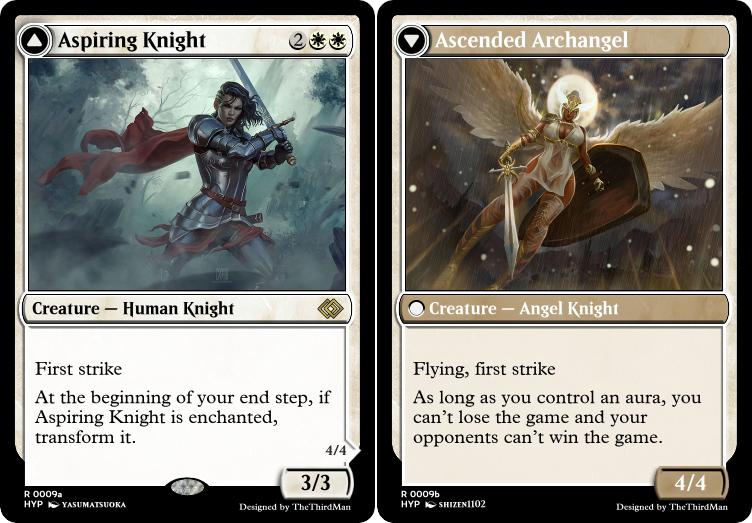 Aspiring Knight 2
Creature — Human Knight
First strike
At the beginning of your end step, if
Aspiring Knight is enchanted,
transform it.
4/4
3/3
R 0009a
HYP YASUMATSUOKA
Designed by TheThirdMan
Ascended Archangel
Creature — Angel Knight
Flying, first strike
As long as you control an aura, you
can't lose the game and your
opponents can't win the game.
4/4
R 0009b
HYP SHIZEN1102
Designed by TheThirdMan